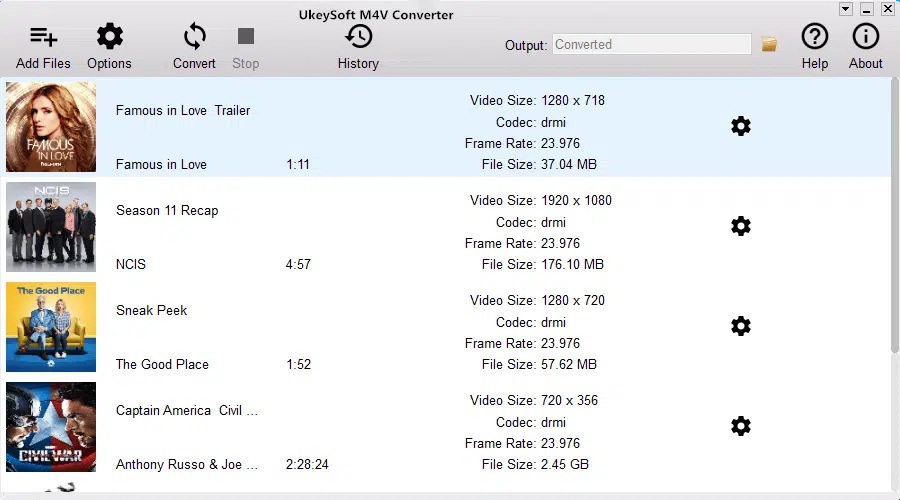 UkeySoft M4V Converter
Add Files
Options
Convert
Stop
History
Output: Converted
Help
About
FAMOUS
IN LOVE
Famous in Love  Trailer
Famous in Love 1:11
Video Size: 1280 x 718
Codec: drmi
Frame Rate: 23.976
File Size: 37.04 MB
NCIS
Season 11 Recap
NCIS 4:57
Video Size: 1920 x 1080
Codec: drmi
Frame Rate: 23.976
File Size: 176.10 MB
The Good Place
Sneak Peek
The Good Place 1:52
Video Size: 1280 x 720
Codec: drmi
Frame Rate: 23.976
File Size: 57.62 MB
CIVIL WAR
Captain America  Civil ...
Anthony Russo & Joe ... 2:28:24
Video Size: 720 x 356
Codec: drmi
Frame Rate: 23.976
File Size: 2.45 GB